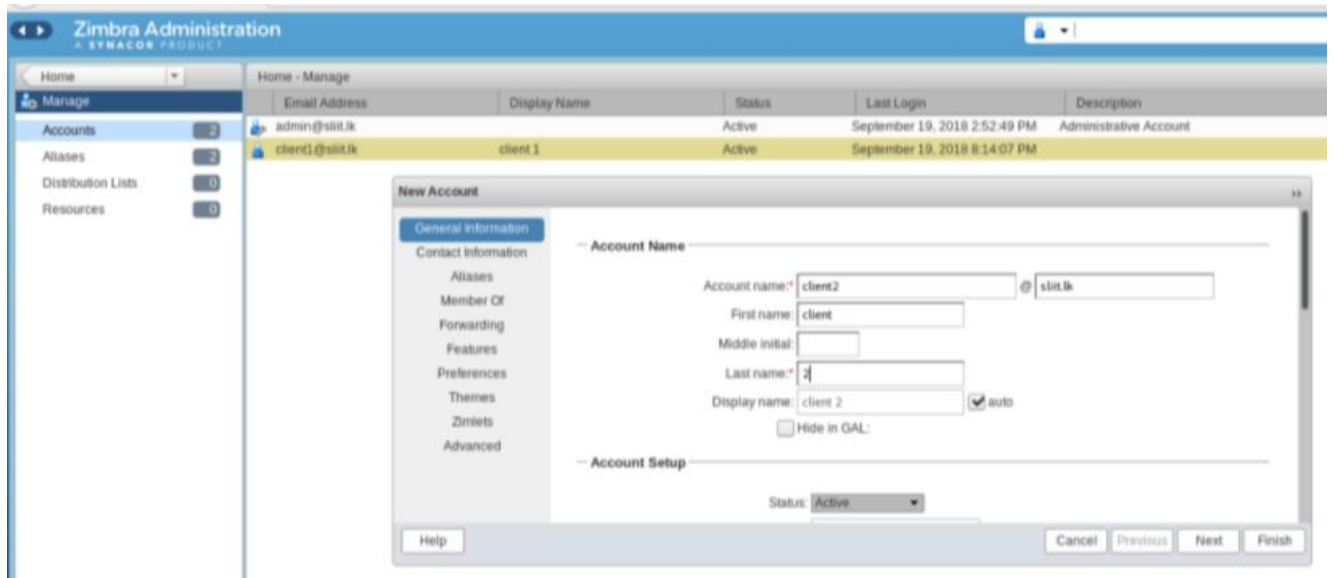 Zimbra Administration
A SYNACOR PRODUCT
Home
Home - Manage
Manage
Email Address Display Name Status Last Login Description
Accounts 2
admin@sliit.lk Active September 19, 2018 2:52:49 PM Administrative Account
client1@sliit.lk client 1 Active September 19, 2018 8:14:07 PM
Aliases 2
Distribution Lists 0
Resources 0
New Account
General Information
Contact Information
Aliases
Member Of
Forwarding
Features
Preferences
Themes
Zimlets
Advanced
Account Name
Account name:* client2 @ sliit.lk
First name: client
Middle initial:
Last name:* 2
Display name: client 2 auto
Hide in GAL:
Account Setup
Status: Active
Help Cancel Previous Next Finish